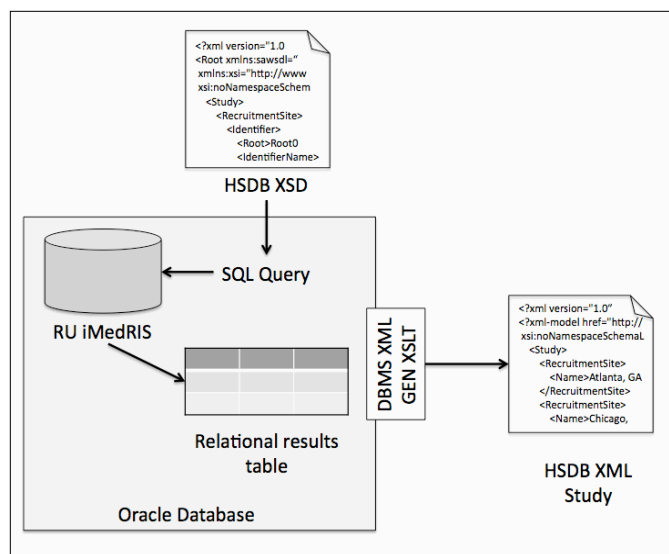 <?xml version="1.0
<Root xmlns:sawsdl="
xmlns:xsi="http://www
xsi:noNamespaceSchem
<Study>
<RecruitmentSite>
<Identifier>
<Root>Root0
<IdentifierName>
HSDB XSD
SQL Query
RU iMedRIS
Relational results
table
Oracle Database
DBMS XML
GEN XSLT
<?xml version="1.0"
<?xml-model href="http://
xsi:noNamespaceSchemaL
<Study>
<RecruitmentSite>
<Name>Atlanta, GA
</RecruitmentSite>
<RecruitmentSite>
<Name>Chicago,
HSDB XML
Study